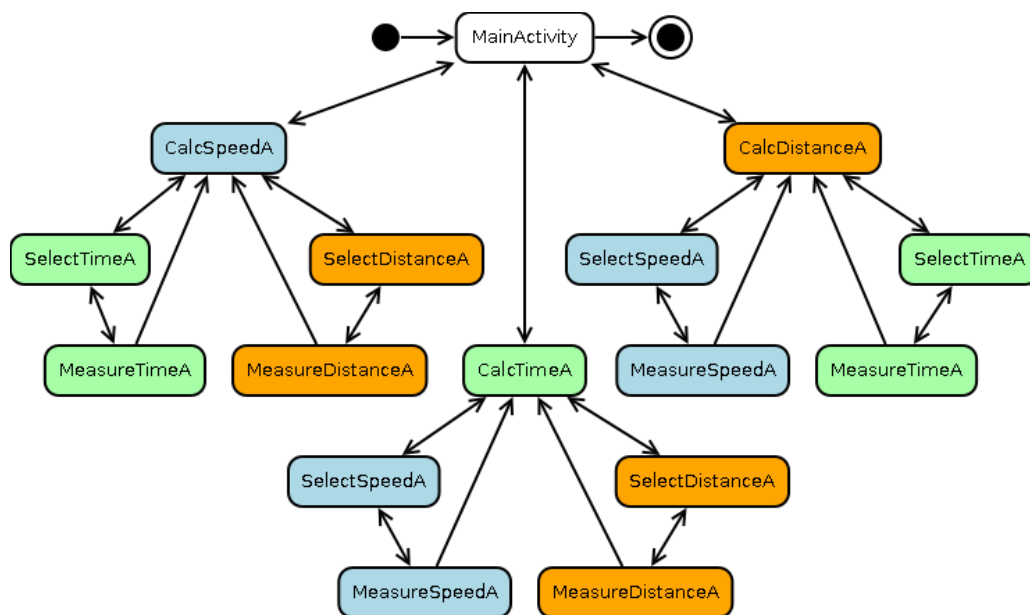 MainActivity
CalcSpeedA
CalcDistanceA
SelectTimeA
SelectDistanceA
SelectSpeedA
SelectTimeA
MeasureTimeA
MeasureDistanceA
CalcTimeA
MeasureSpeedA
MeasureTimeA
SelectSpeedA
SelectDistanceA
MeasureSpeedA
MeasureDistanceA